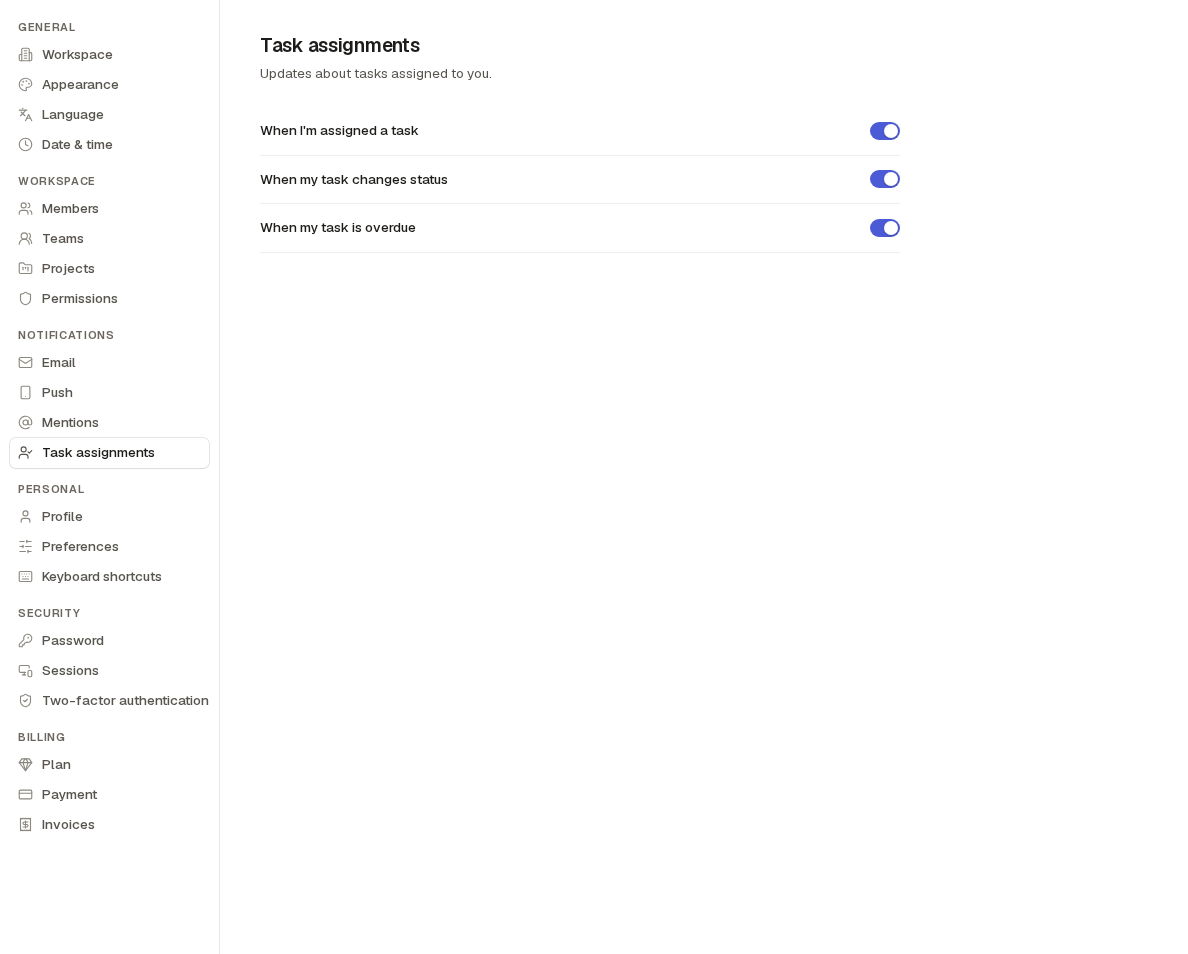 GENERAL
Workspace
Appearance
Language
Date & time
WORKSPACE
Members
Teams
Projects
Permissions
NOTIFICATIONS
Email
Push
Mentions
Task assignments
PERSONAL
Profile
Preferences
Keyboard shortcuts
SECURITY
Password
Sessions
Two-factor authentication
BILLING
Plan
Payment
Invoices
Task assignments
Updates about tasks assigned to you.
When I'm assigned a task
When my task changes status
When my task is overdue